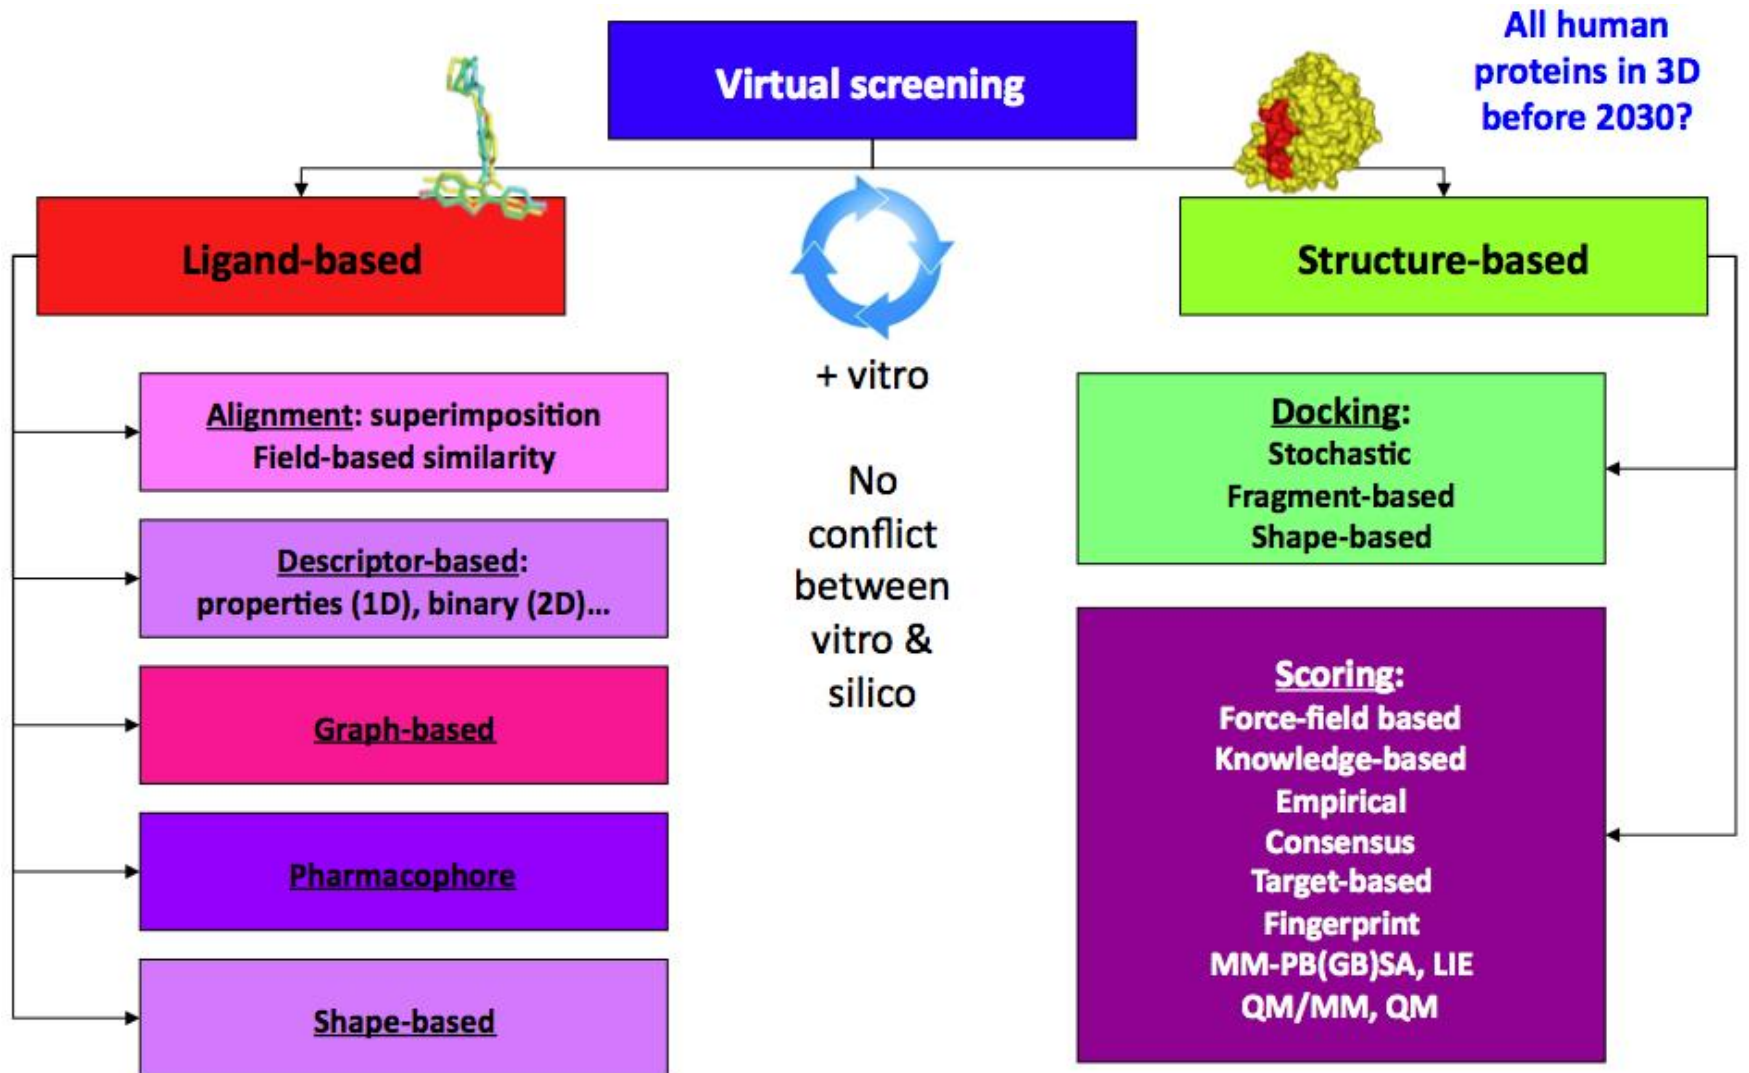 Virtual screening
All human
proteins in 3D
before 2030?
Ligand-based
Structure-based
Alignment: superimposition
Field-based similarity
Descriptor-based:
properties (1D), binary (2D)...
Graph-based
Pharmacophore
Shape-based
+ vitro
No
conflict
between
vitro &
silico
Docking:
Stochastic
Fragment-based
Shape-based
Scoring:
Force-field based
Knowledge-based
Empirical
Consensus
Target-based
Fingerprint
MM-PB(GB)SA, LIE
QM/MM, QM